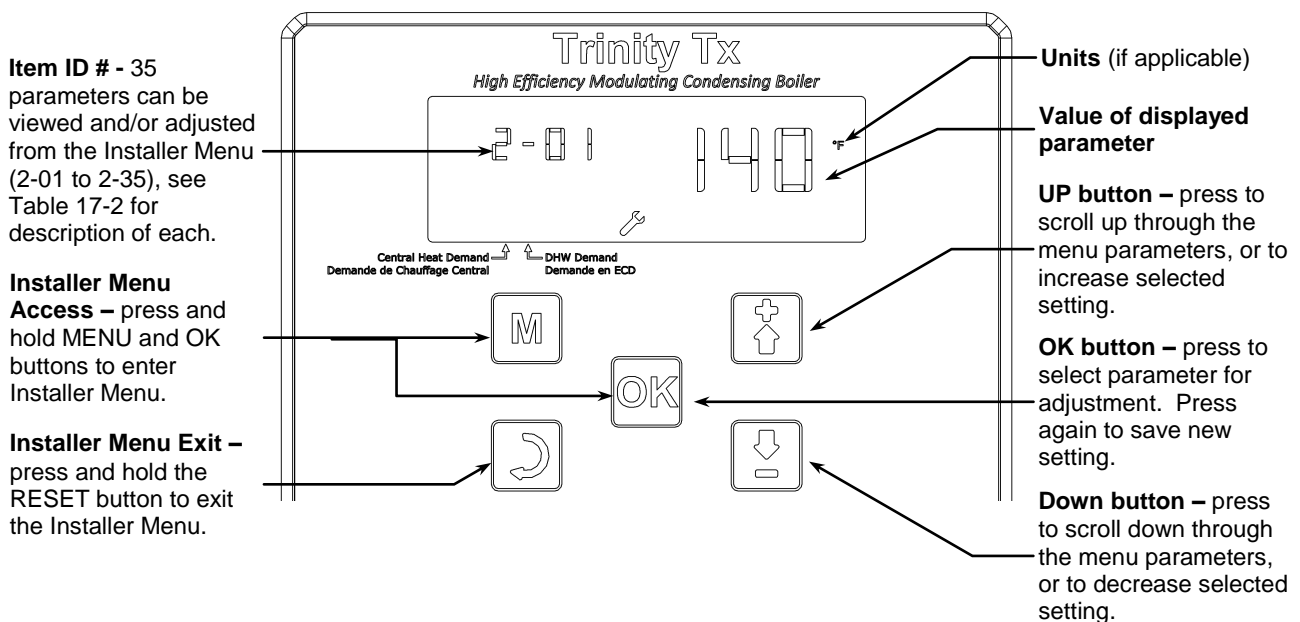 Trinity Tx
High Efficiency Modulating Condensing Boiler
2-01 140 °F
Central Heat Demand
Demande de Chauffage Central
DHW Demand
Demande en ECD
M
OK
Item ID # - 35
parameters can be
viewed and/or adjusted
from the Installer Menu
(2-01 to 2-35), see
Table 17-2 for
description of each.
Installer Menu
Access – press and
hold MENU and OK
buttons to enter
Installer Menu.
Installer Menu Exit –
press and hold the
RESET button to exit
the Installer Menu.
Units (if applicable)
Value of displayed
parameter
UP button – press to
scroll up through the
menu parameters, or to
increase selected
setting.
OK button – press to
select parameter for
adjustment. Press
again to save new
setting.
Down button – press
to scroll down through
the menu parameters,
or to decrease selected
setting.